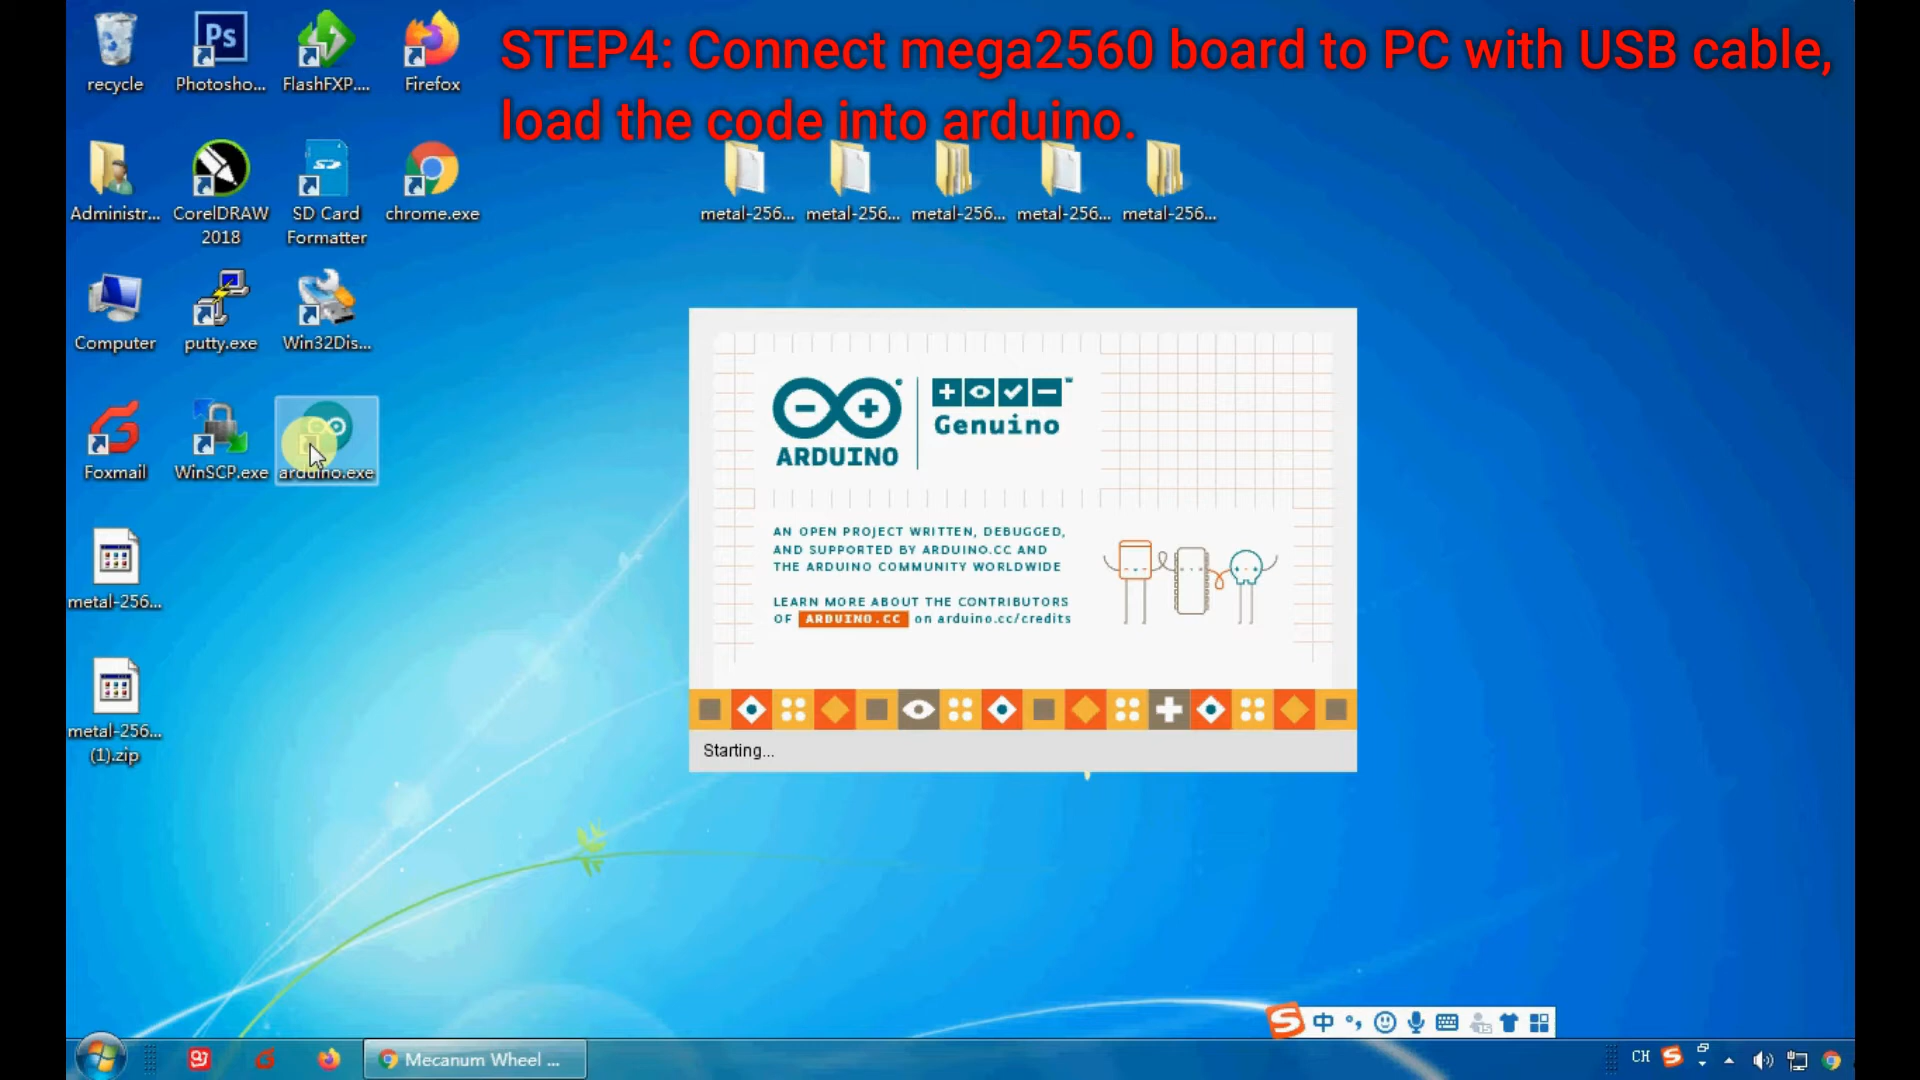 STEP4: Connect mega2560 board to PC with USB cable,
load the code into arduino.
recycle
Photosho...
FlashFXP....
Firefox
Administr...
CorelDRAW
2018
SD Card
Formatter
chrome.exe
metal-256...
metal-256...
metal-256...
metal-256...
metal-256...
Computer
putty.exe
Win32Dis...
Foxmail
WinSCP.exe
arduino.exe
metal-256...
metal-256...
(1).zip
ARDUINO
Genuino
AN OPEN PROJECT WRITTEN, DEBUGGED,
AND SUPPORTED BY ARDUINO.CC AND
THE ARDUINO COMMUNITY WORLDWIDE
LEARN MORE ABOUT THE CONTRIBUTORS
OF ARDUINO.CC on arduino.cc/credits
Starting...
中
Mecanum Wheel ...
CH